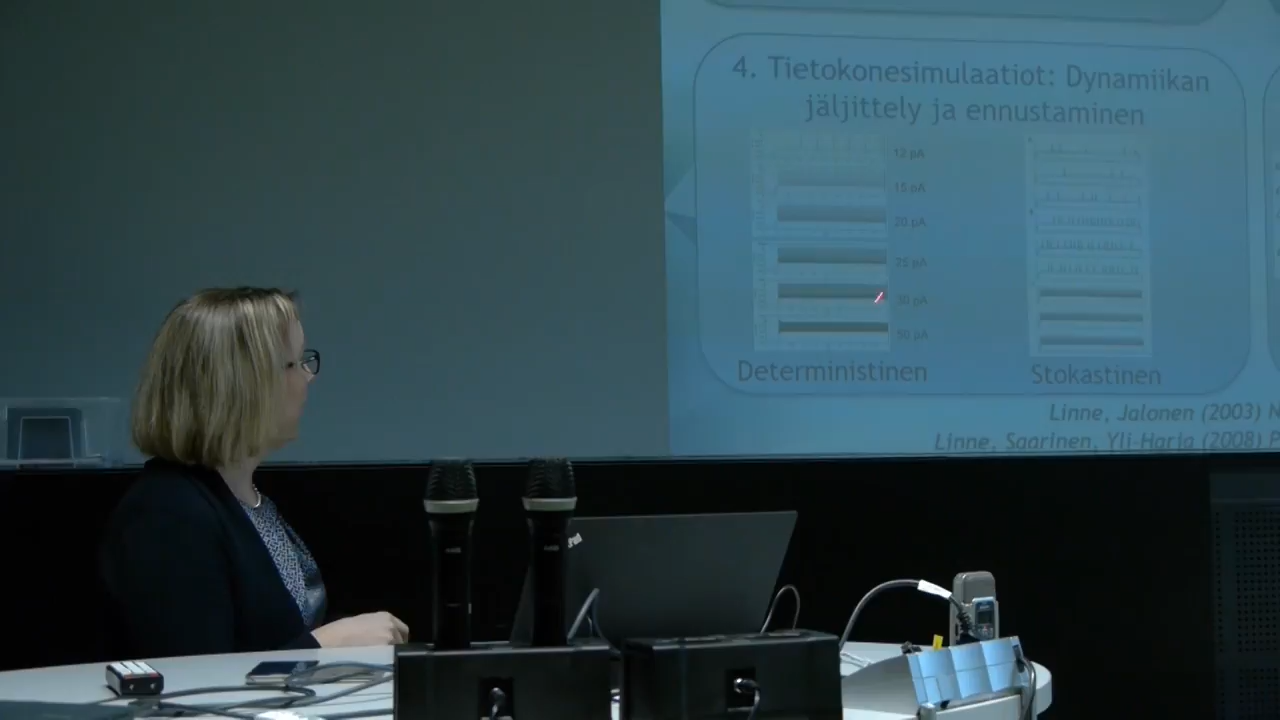 4. Tietokonesimulaatiot: Dynamiikan
jäljittely ja ennustaminen
12 pA
15 pA
20 pA
25 pA
30 pA
50 pA
Deterministinen
Stokastinen
Linne, Jalonen (2003)
Linne, Saarinen, Yli-Harja (2008)